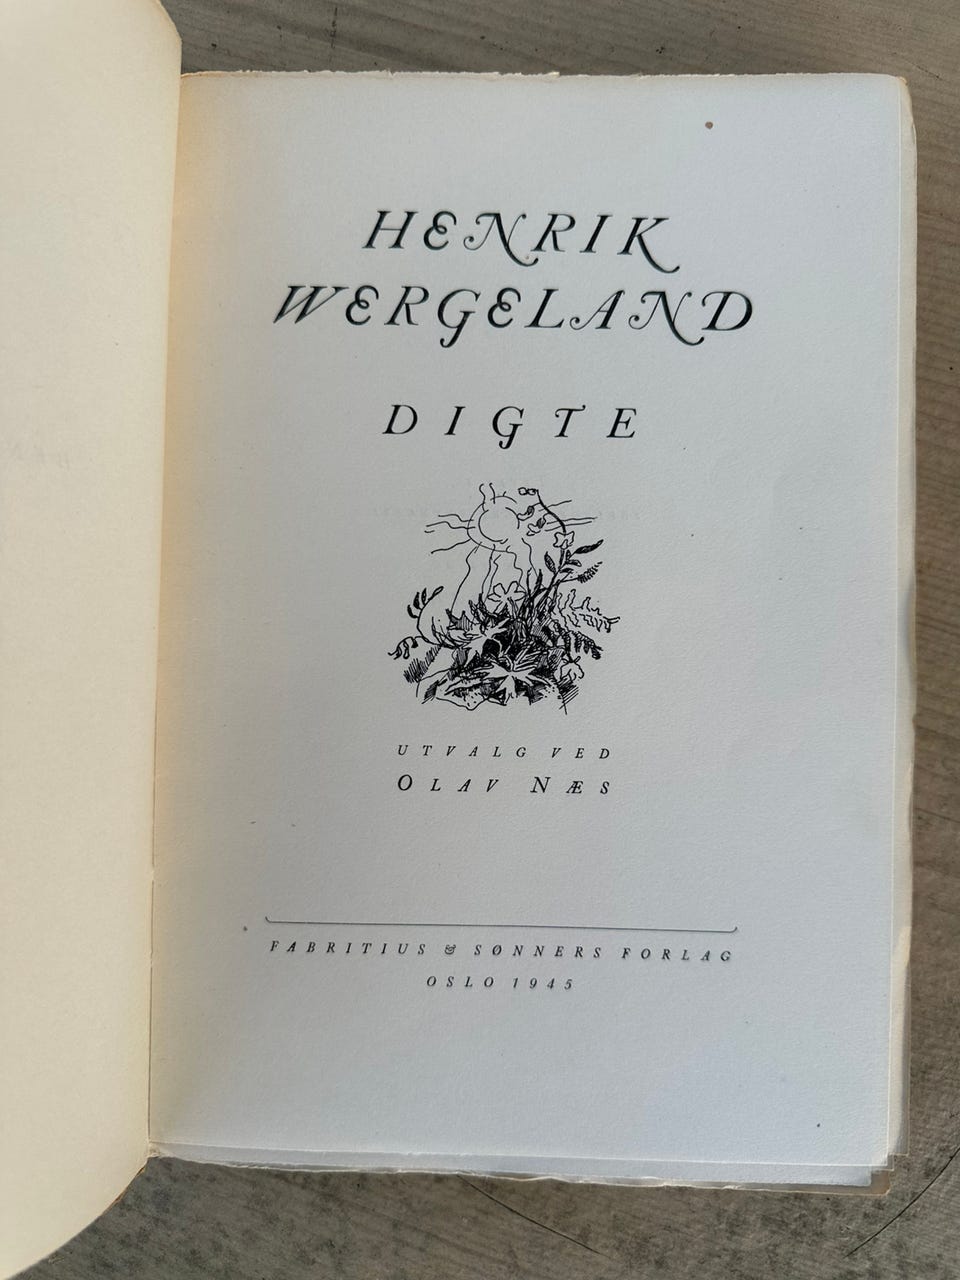 HENRIK
WERGELAND
DIGTE
UTVALG VED
OLAV NÆS
FABRITIUS & SØNNERS FORLAG
OSLO 1945